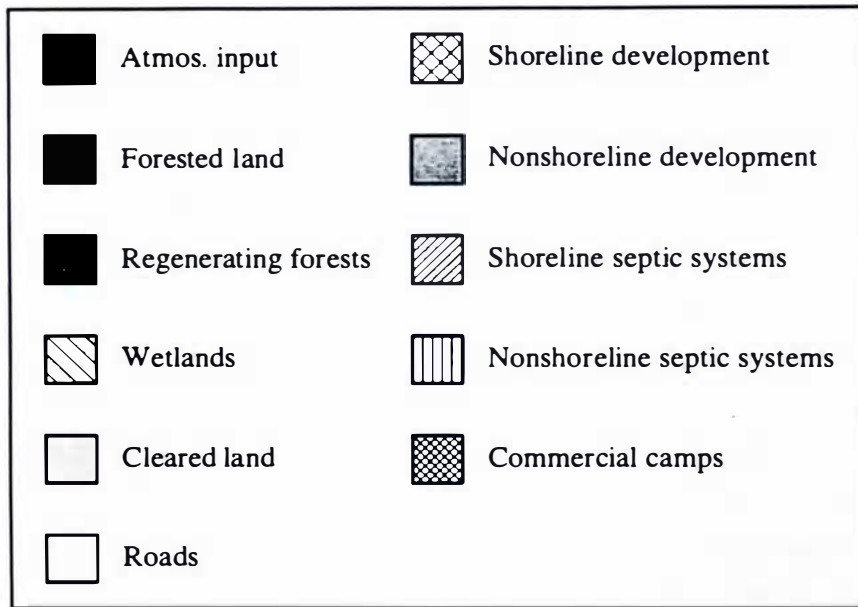 Atmos. input
Forested land
Regenerating forests
Wetlands
Cleared land
Roads
Shoreline development
Nonshoreline development
Shoreline septic systems
Nonshoreline septic systems
Commercial camps